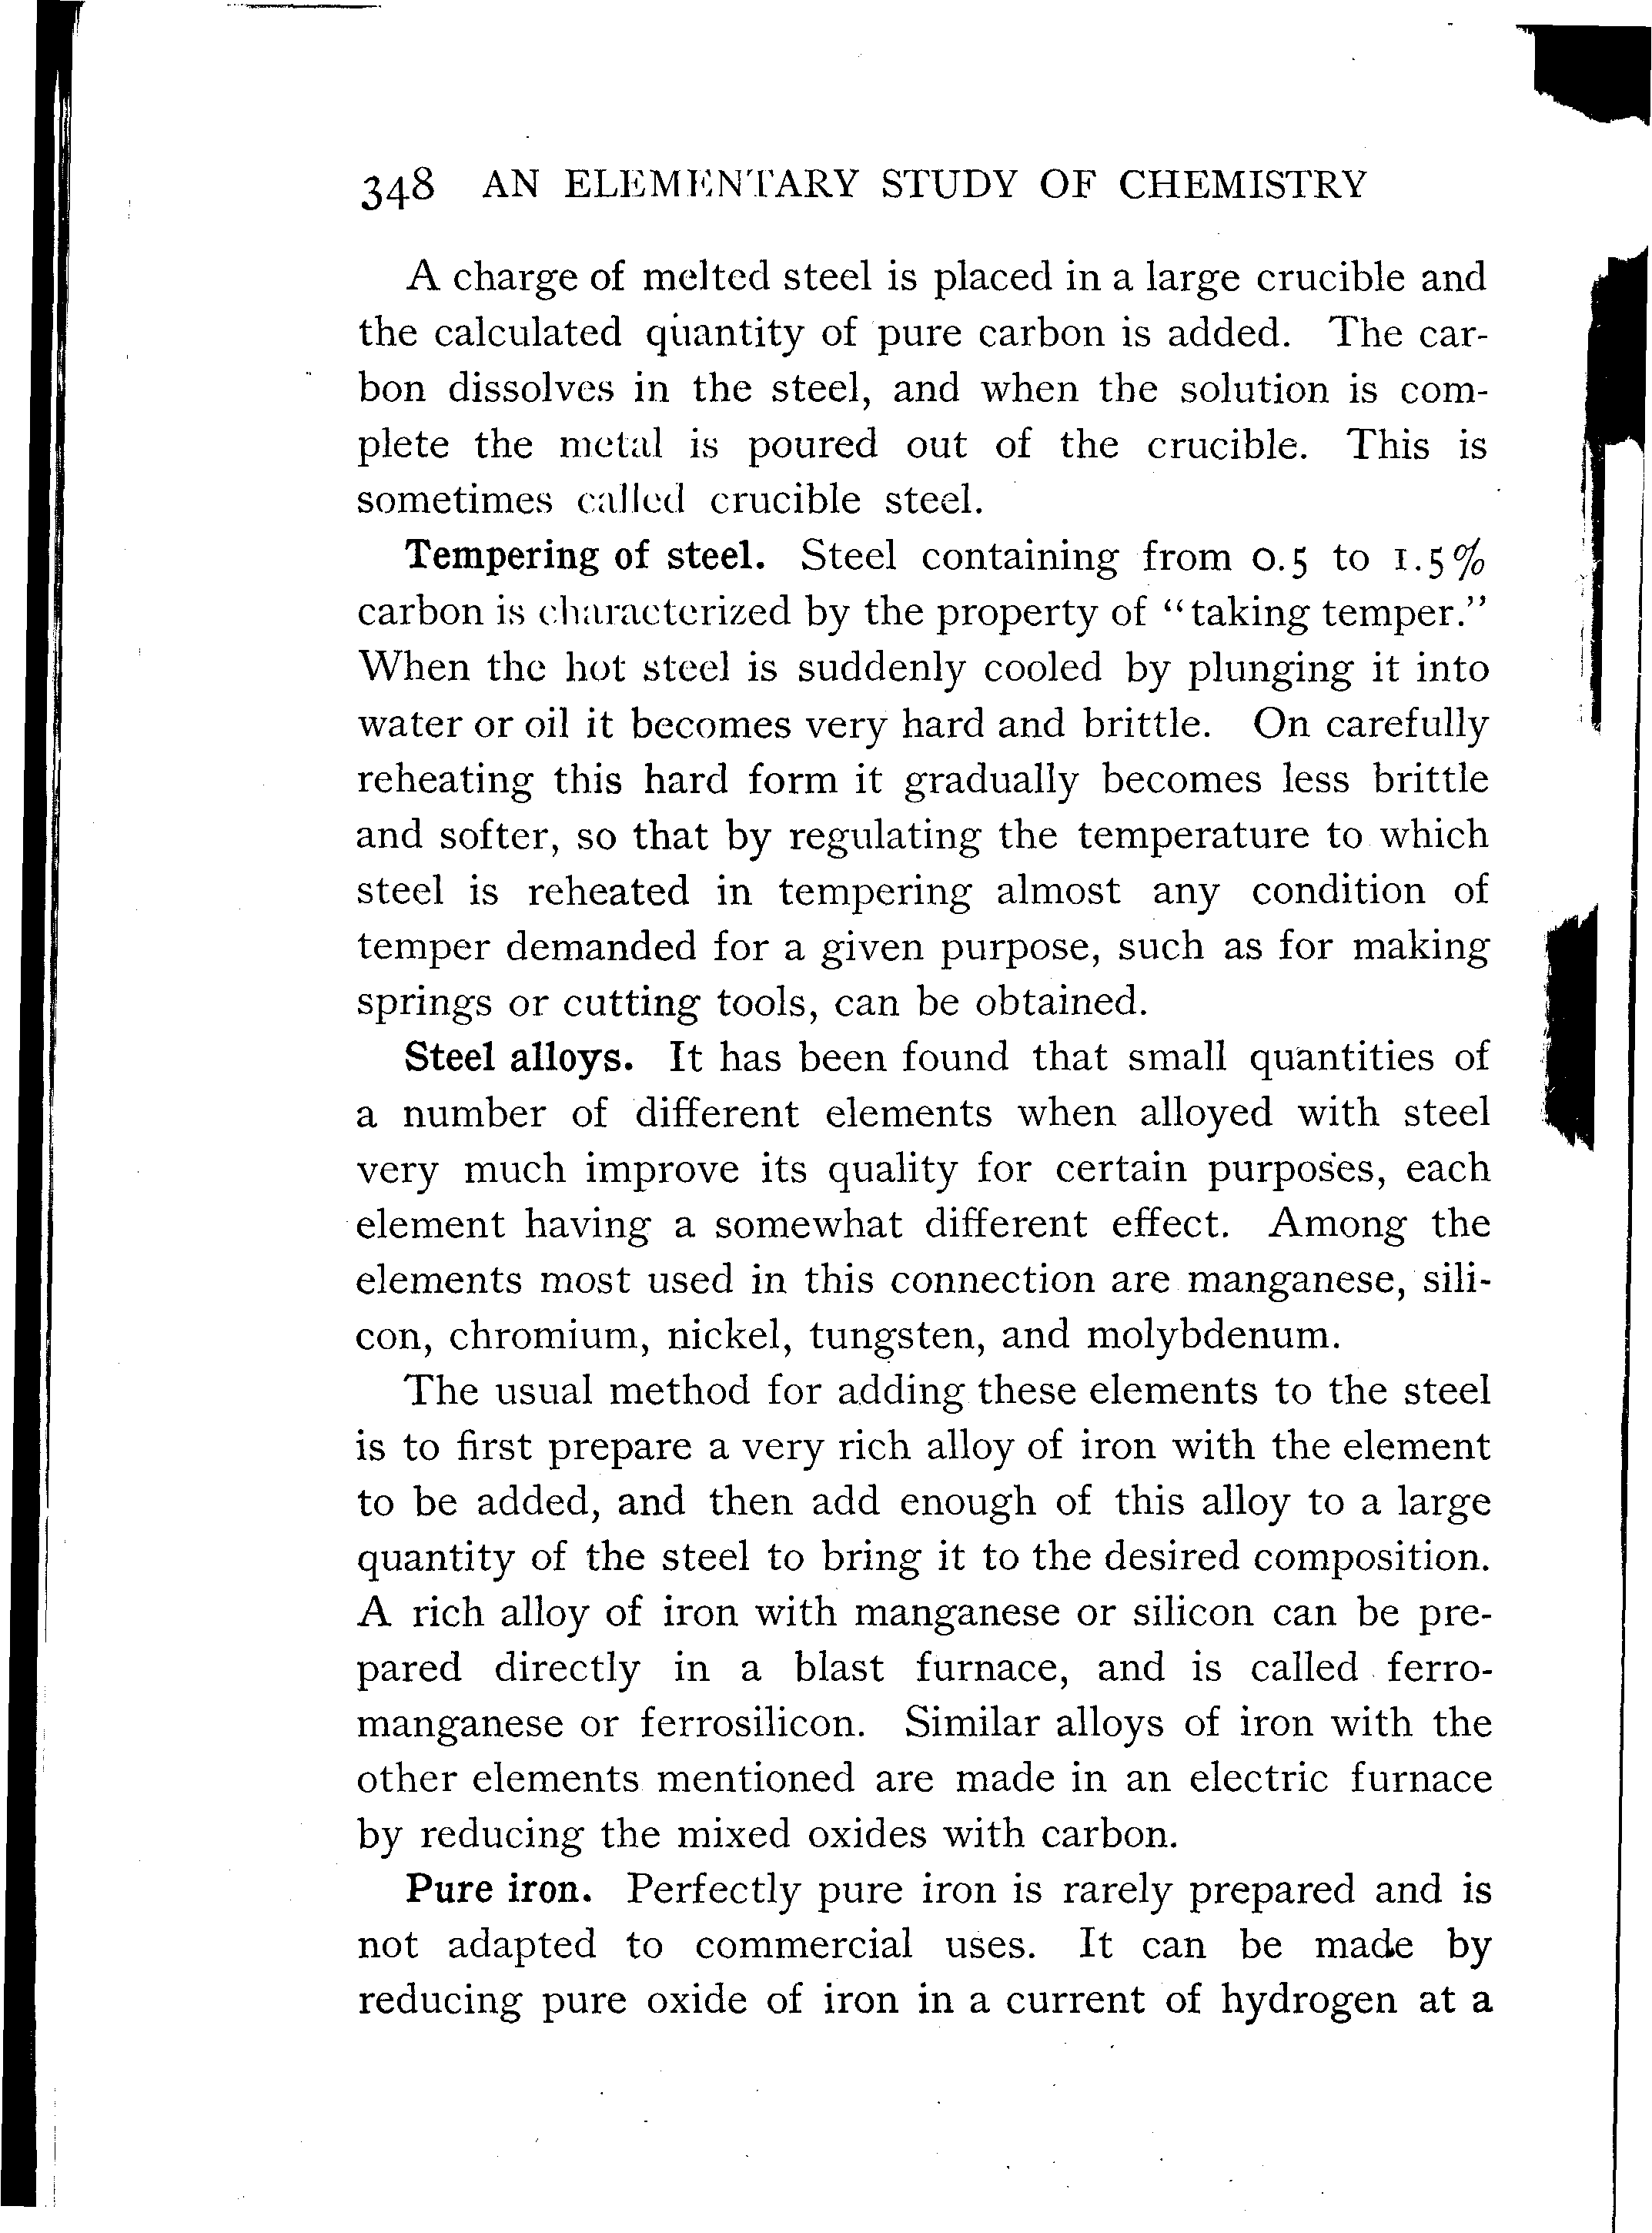 348 AN ELEMENTARY STUDY OF CHEMISTRY
A charge of melted steel is placed in a large crucible and
the calculated quantity of pure carbon is added. The car-
bon dissolves in the steel, and when the solution is com-
plete the metal is poured out of the crucible. This is
sometimes called crucible steel.
Tempering of steel. Steel containing from 0.5 to 1.5%
carbon is characterized by the property of “taking temper.”
When the hot steel is suddenly cooled by plunging it into
water or oil it becomes very hard and brittle. On carefully
reheating this hard form it gradually becomes less brittle
and softer, so that by regulating the temperature to which
steel is reheated in tempering almost any condition of
temper demanded for a given purpose, such as for making
springs or cutting tools, can be obtained.
Steel alloys. It has been found that small quantities of
a number of different elements when alloyed with steel
very much improve its quality for certain purposes, each
element having a somewhat different effect. Among the
elements most used in this connection are manganese, sili-
con, chromium, nickel, tungsten, and molybdenum.
The usual method for adding these elements to the steel
is to first prepare a very rich alloy of iron with the element
to be added, and then add enough of this alloy to a large
quantity of the steel to bring it to the desired composition.
A rich alloy of iron with manganese or silicon can be pre-
pared directly in a blast furnace, and is called ferro-
manganese or ferrosilicon. Similar alloys of iron with the
other elements mentioned are made in an electric furnace
by reducing the mixed oxides with carbon.
Pure iron. Perfectly pure iron is rarely prepared and is
not adapted to commercial uses. It can be made by
reducing pure oxide of iron in a current of hydrogen at a